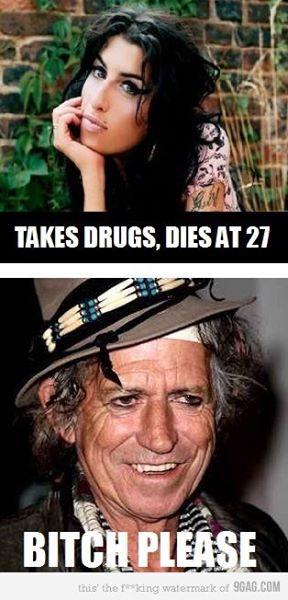 TAKES DRUGS, DIES AT 27
BITCH PLEASE
this' the f**king watermark of 9GAG.COM